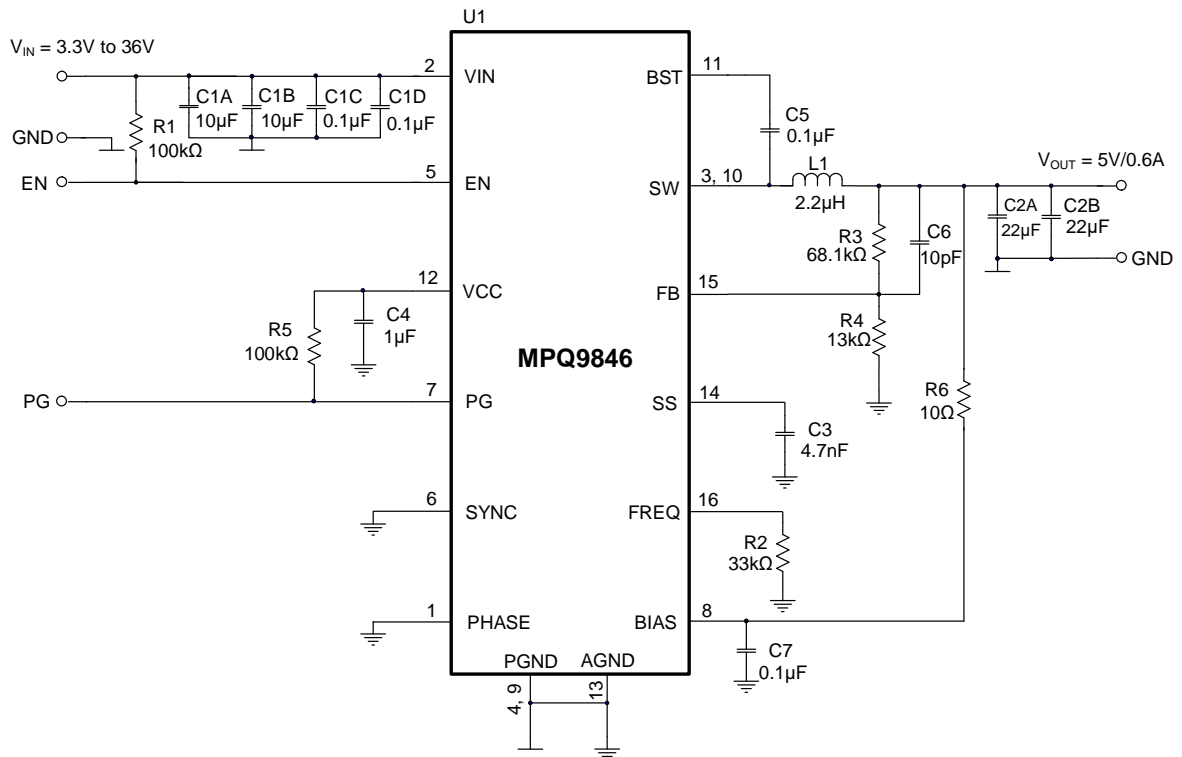 U1
V_IN = 3.3V to 36V
2
VIN
BST
11
C1A
10µF
C1B
10µF
C1C
0.1µF
C1D
0.1µF
GND
R1
100kΩ
C5
0.1µF
EN
5
EN
SW
3, 10
L1
2.2µH
V_OUT = 5V/0.6A
C2A
22µF
C2B
22µF
R3
68.1kΩ
C6
10pF
GND
12
VCC
FB
15
R5
100kΩ
C4
1µF
R4
13kΩ
MPQ9846
PG
7
PG
SS
14
R6
10Ω
C3
4.7nF
6
SYNC
FREQ
16
R2
33kΩ
1
PHASE
BIAS
8
C7
0.1µF
PGND
AGND
4, 9
13